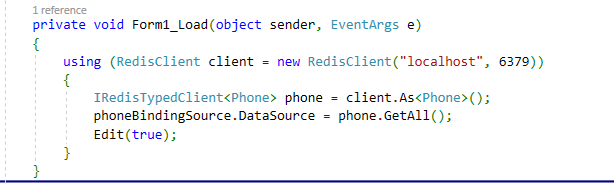 1 reference
private void Form1_Load(object sender, EventArgs e)
{
using (RedisClient client = new RedisClient("localhost", 6379))
{
IRedisTypedClient<Phone> phone = client.As<Phone>();
phoneBindingSource.DataSource = phone.GetAll();
Edit(true);
}
}